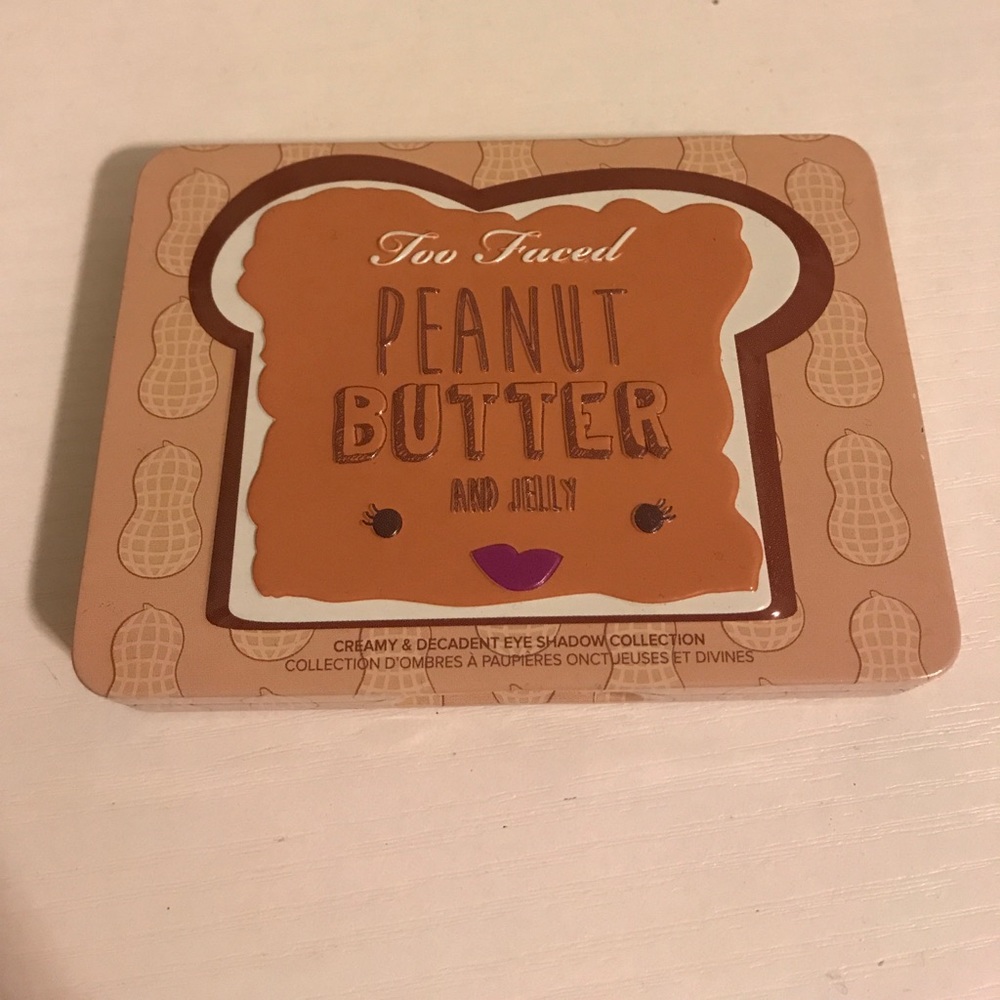 Too Faced
PEANUT
BUTTER
AND JELLY
CREAMY & DECADENT EYE SHADOW COLLECTION
COLLECTION D'OMBRES À PAUPIÈRES ONCTUEUSES ET DIVINES